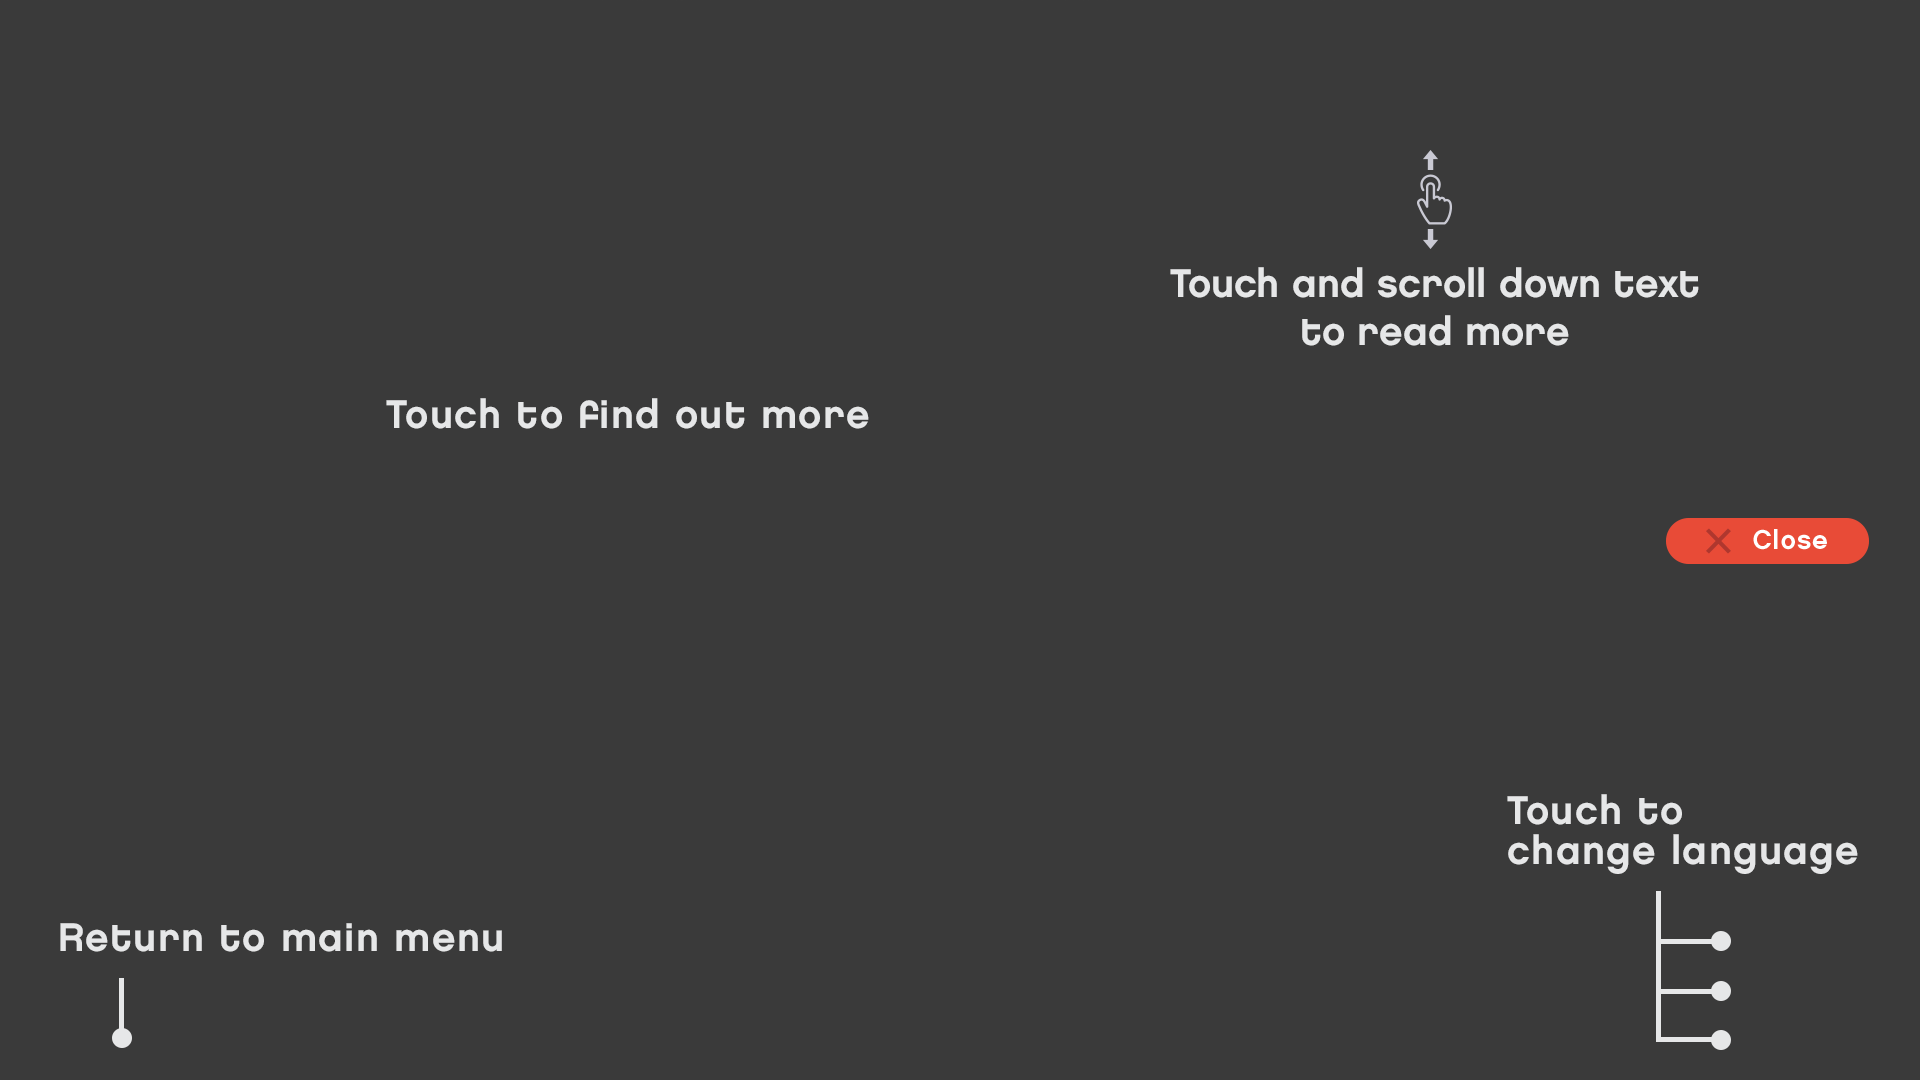 Touch and scroll down text
to read more
Touch to find out more
Close
Touch to
change language
Return to main menu